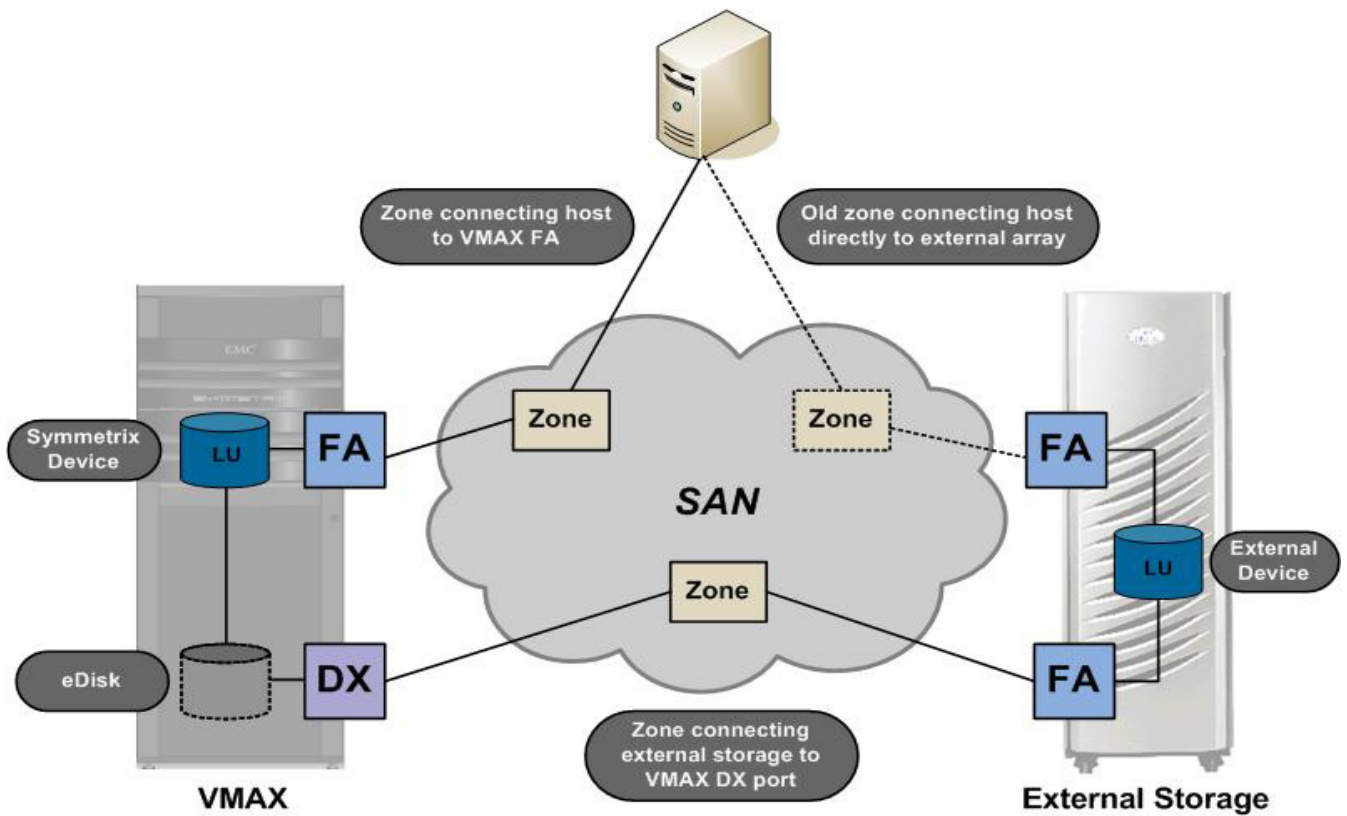 Zone connecting host
to VMAX FA
Old zone connecting host
directly to external array
EMC
Symmetrix
Device
LU
FA
Zone
Zone
FA
SAN
Zone
LU
External
Device
eDisk
DX
FA
Zone connecting
external storage to
VMAX DX port
VMAX
External Storage